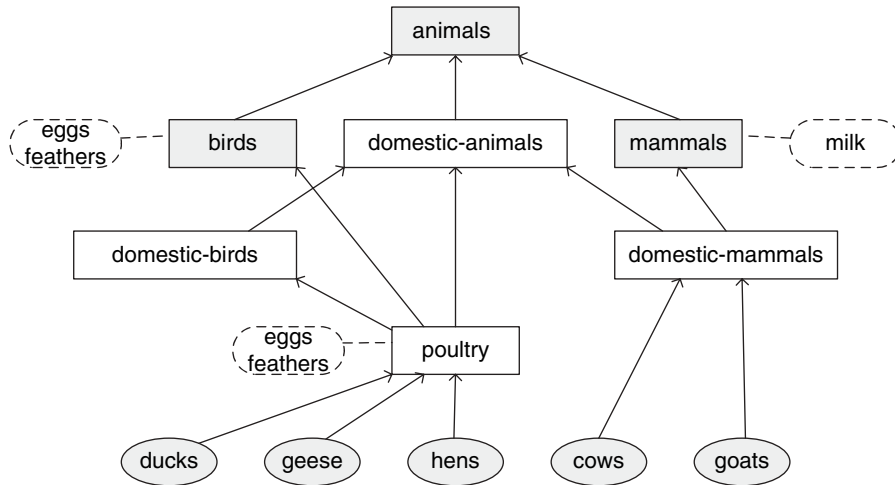 animals
eggs
feathers
birds
domestic-animals
mammals
milk
domestic-birds
domestic-mammals
eggs
feathers
poultry
ducks
geese
hens
cows
goats